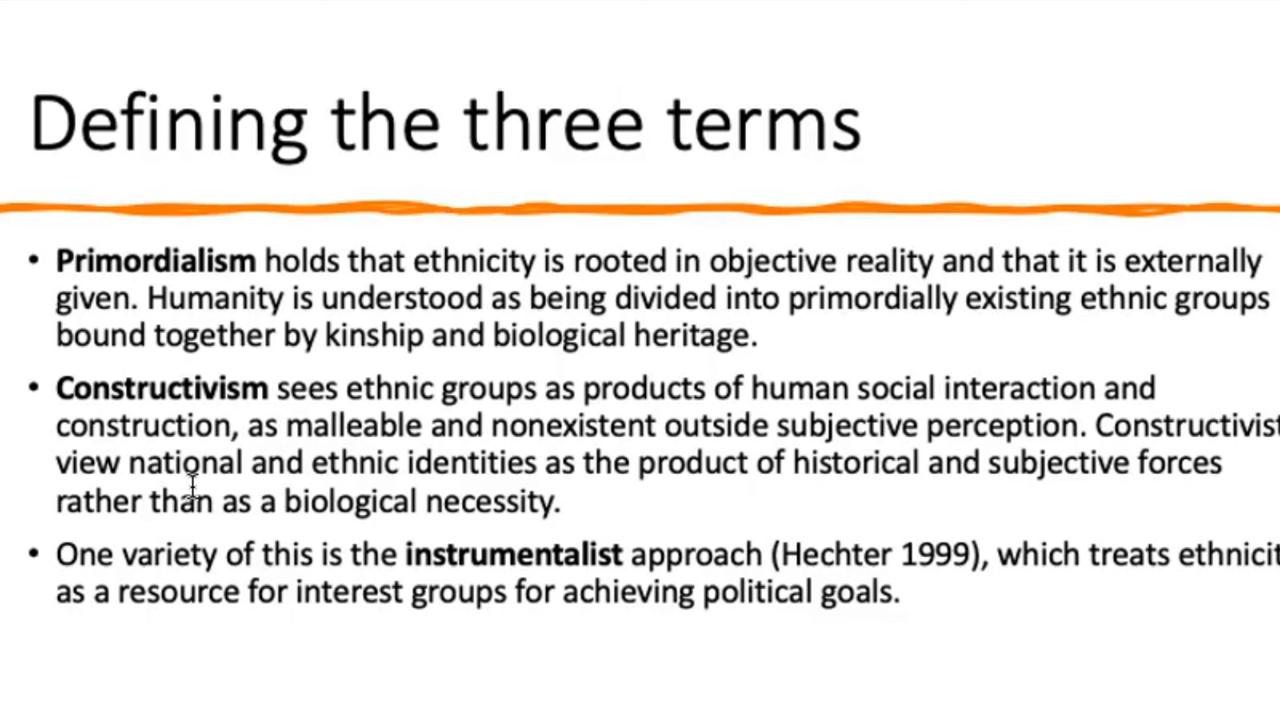 Defining the three terms
• Primordialism holds that ethnicity is rooted in objective reality and that it is externally
given. Humanity is understood as being divided into primordially existing ethnic groups
bound together by kinship and biological heritage.
• Constructivism sees ethnic groups as products of human social interaction and
construction, as malleable and nonexistent outside subjective perception. Constructivist
view national and ethnic identities as the product of historical and subjective forces
rather than as a biological necessity.
• One variety of this is the instrumentalist approach (Hechter 1999), which treats ethnicit
as a resource for interest groups for achieving political goals.